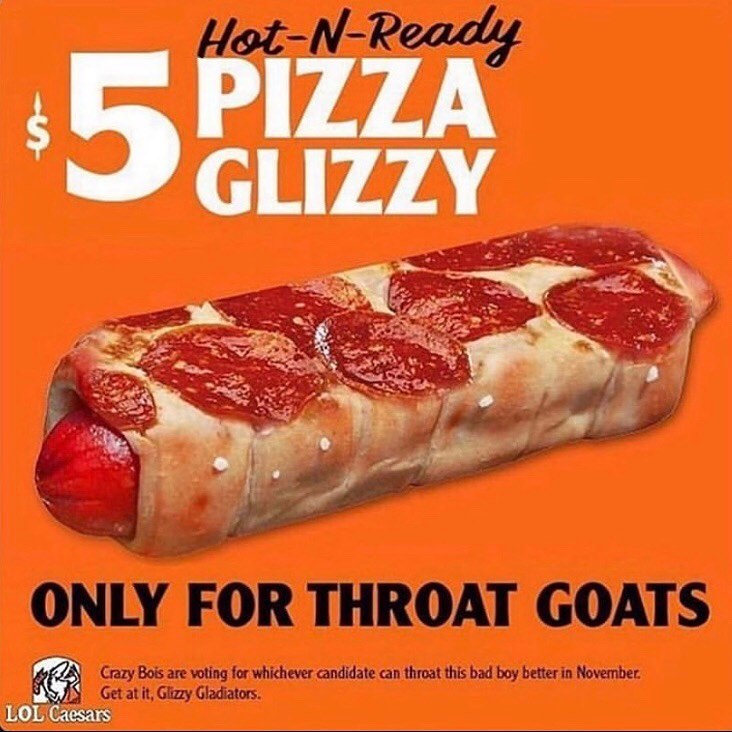 Hot-N-Ready
$5 PIZZA
GLIZZY
ONLY FOR THROAT GOATS
Crazy Bois are voting for whichever candidate can throat this bad boy better in November.
Get at it, Glizzy Gladiators.
LOL Caesars